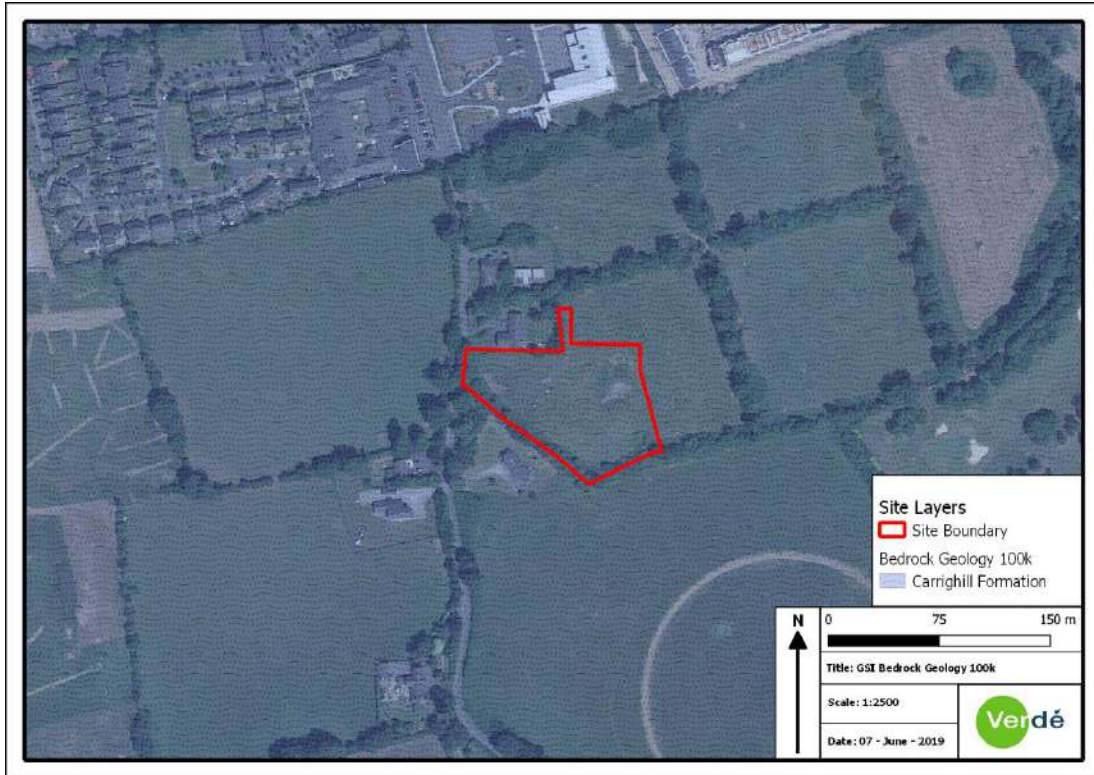 Site Layers
Site Boundary
Bedrock Geology 100k
Carrighill Formation
N
0 75 150 m
Title: GSI Bedrock Geology 100k
Scale: 1:2500
Date: 07 - June - 2019
Verdé